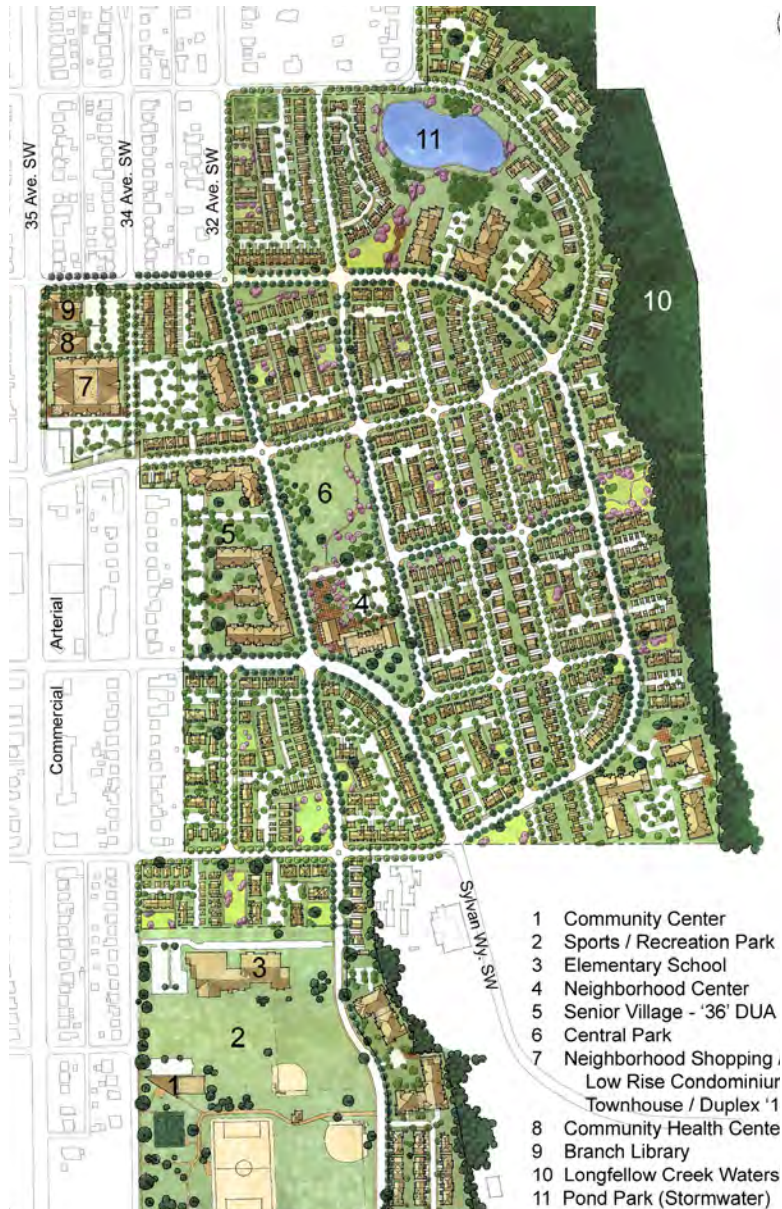 35 Ave. SW
34 Ave. SW
32 Ave. SW
11
10
9
8
7
6
5
4
Arterial
Commercial
Sylvan Wy. SW
3
2
1
1 Community Center
2 Sports / Recreation Park
3 Elementary School
4 Neighborhood Center
5 Senior Village - ‘36’ DUA
6 Central Park
7 Neighborhood Shopping /
Low Rise Condominiu
Townhouse / Duplex ‘1
8 Community Health Cente
9 Branch Library
10 Longfellow Creek Waters
11 Pond Park (Stormwater)